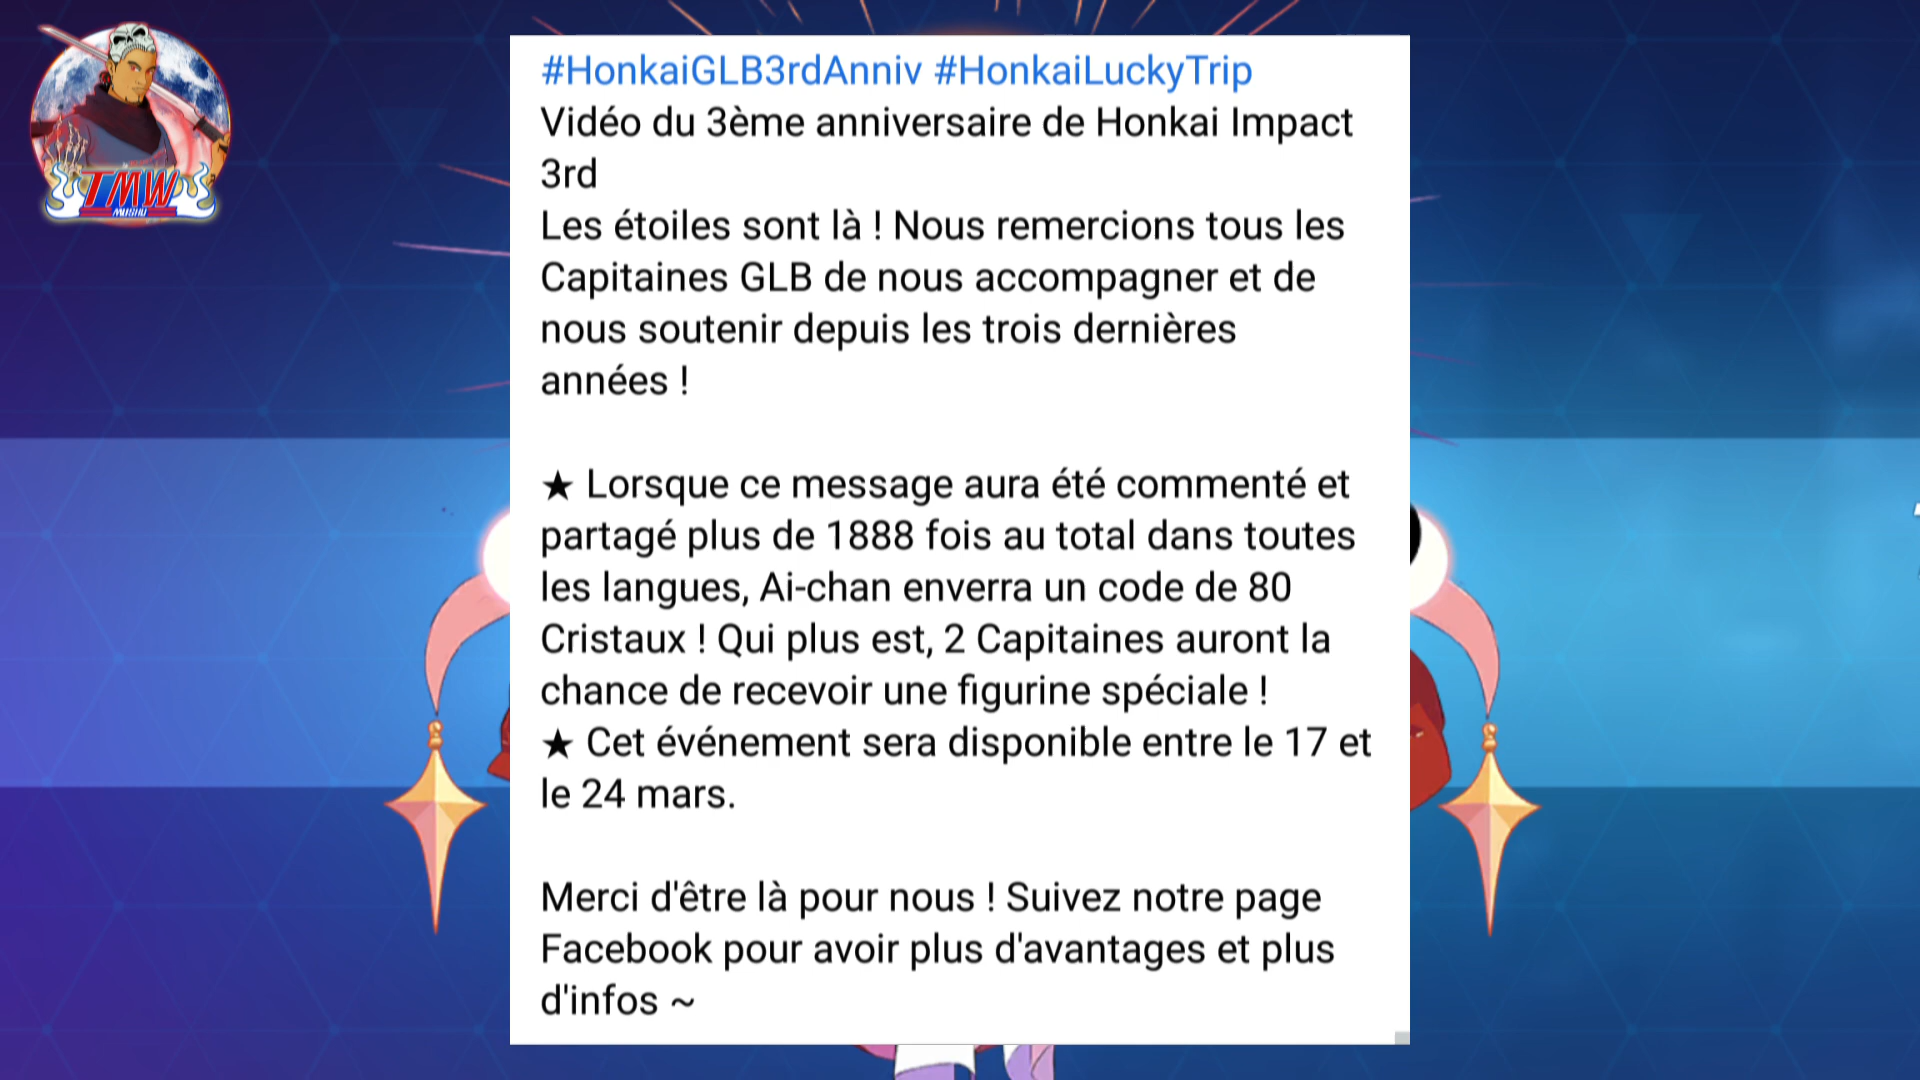 #HonkaiGLB3rdAnniv #HonkaiLuckyTrip
Vidéo du 3ème anniversaire de Honkai Impact
3rd
Les étoiles sont là ! Nous remercions tous les
Capitaines GLB de nous accompagner et de
nous soutenir depuis les trois dernières
années !
★ Lorsque ce message aura été commenté et
partagé plus de 1888 fois au total dans toutes
les langues, Ai-chan enverra un code de 80
Cristaux ! Qui plus est, 2 Capitaines auront la
chance de recevoir une figurine spéciale !
★ Cet événement sera disponible entre le 17 et
le 24 mars.
Merci d'être là pour nous ! Suivez notre page
Facebook pour avoir plus d'avantages et plus
d'infos ~
TMW